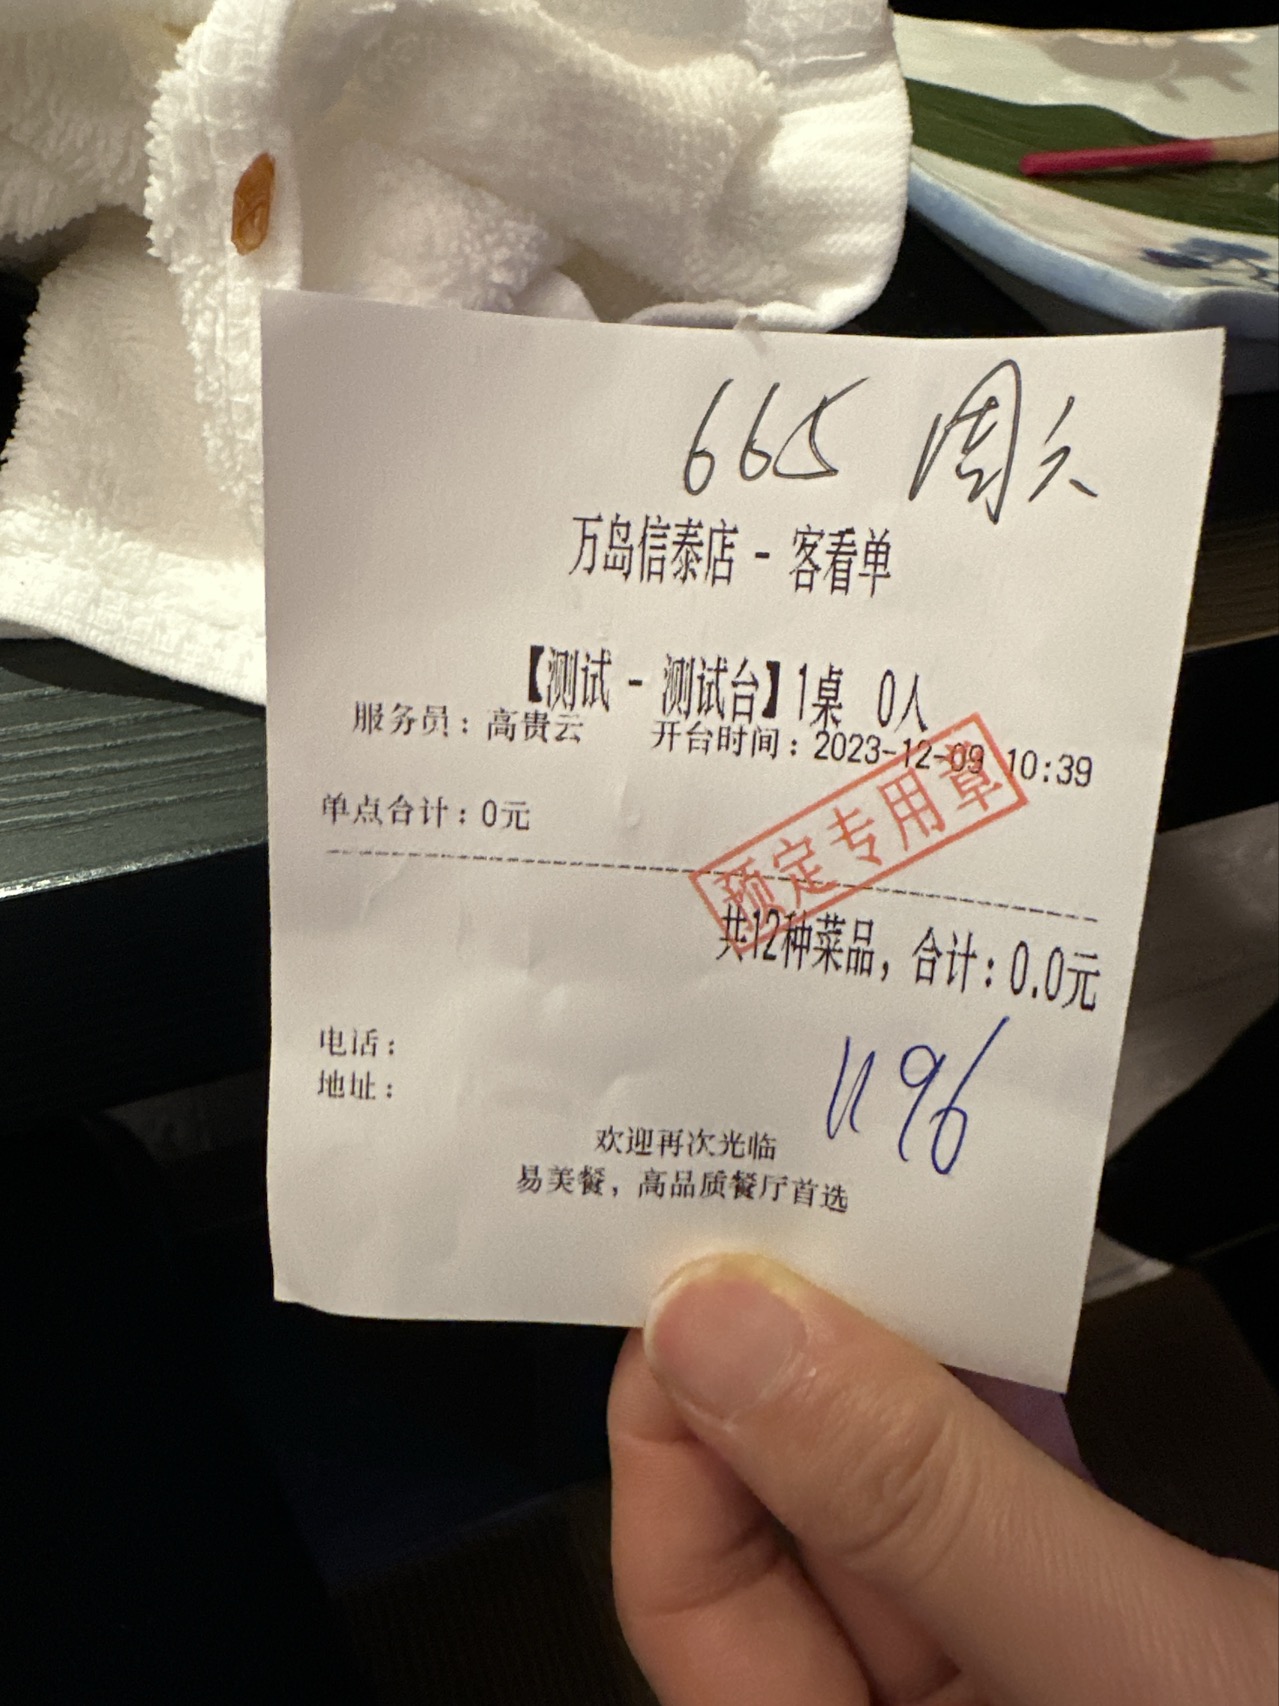 665 周六
万岛信泰店 - 客看单
【测试 - 测试台】1桌 0人
服务员：高贵云 开台时间：2023-12-09 10:39
单点合计：0元
预定专用章
共12种菜品，合计：0.0元
电话：
地址：
1196
欢迎再次光临
易美餐，高品质餐厅首选